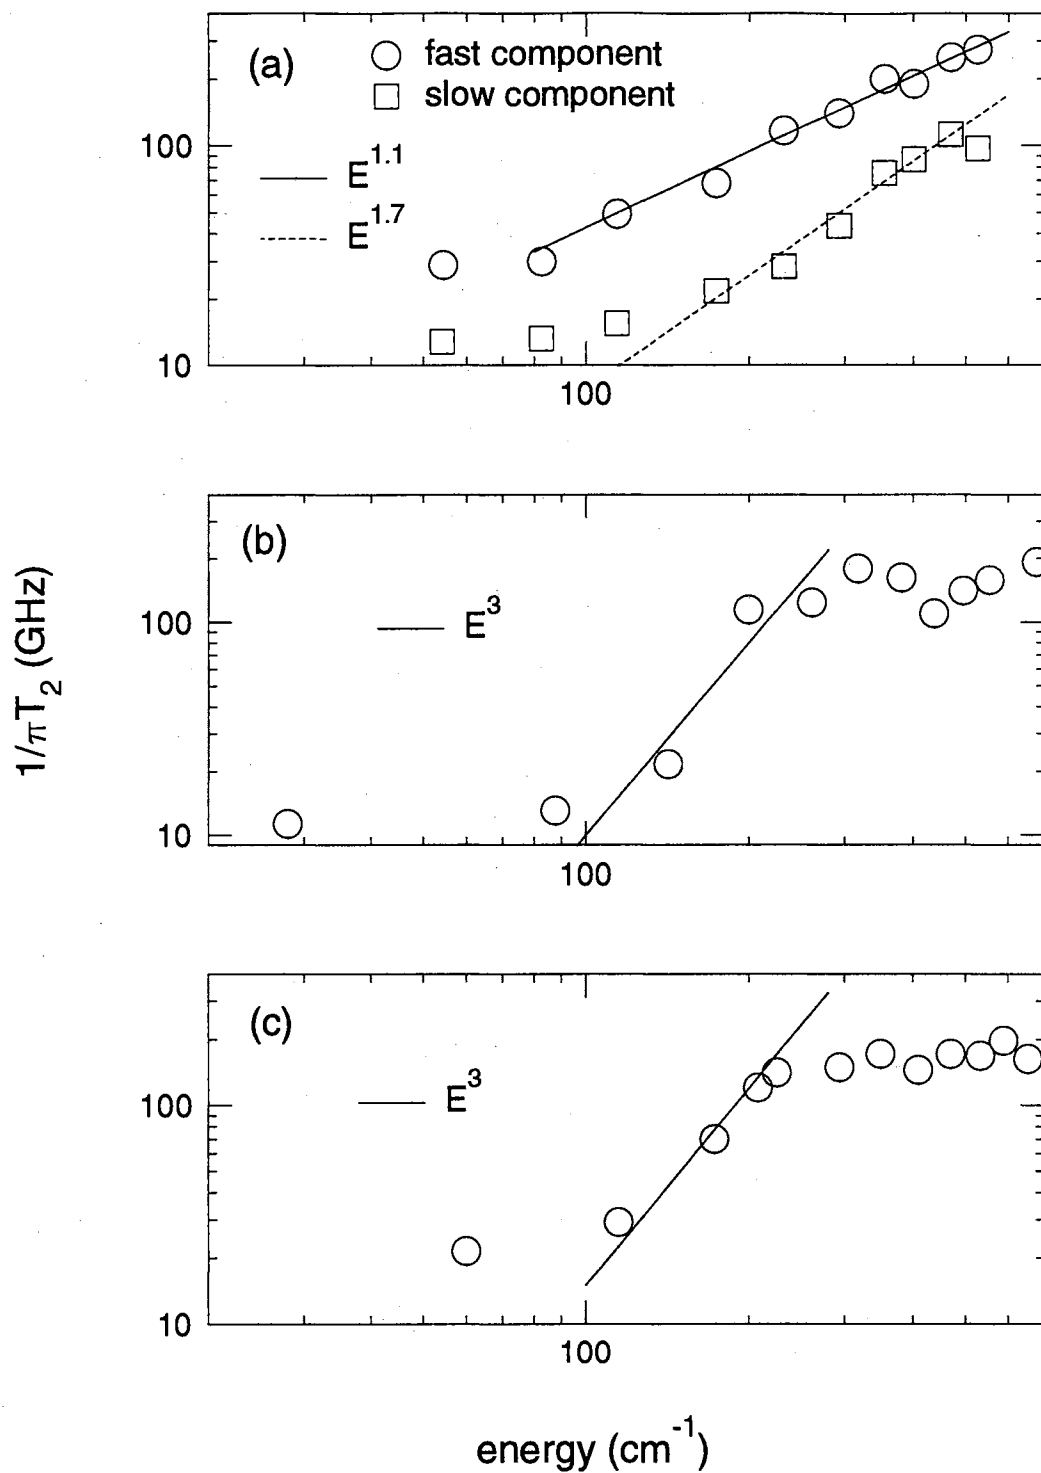 (a)
fast component
slow component
E^1.1
E^1.7
100
10
100
(b)
E^3
100
10
100
1/πT₂ (GHz)
(c)
E^3
100
10
100
energy (cm⁻¹)